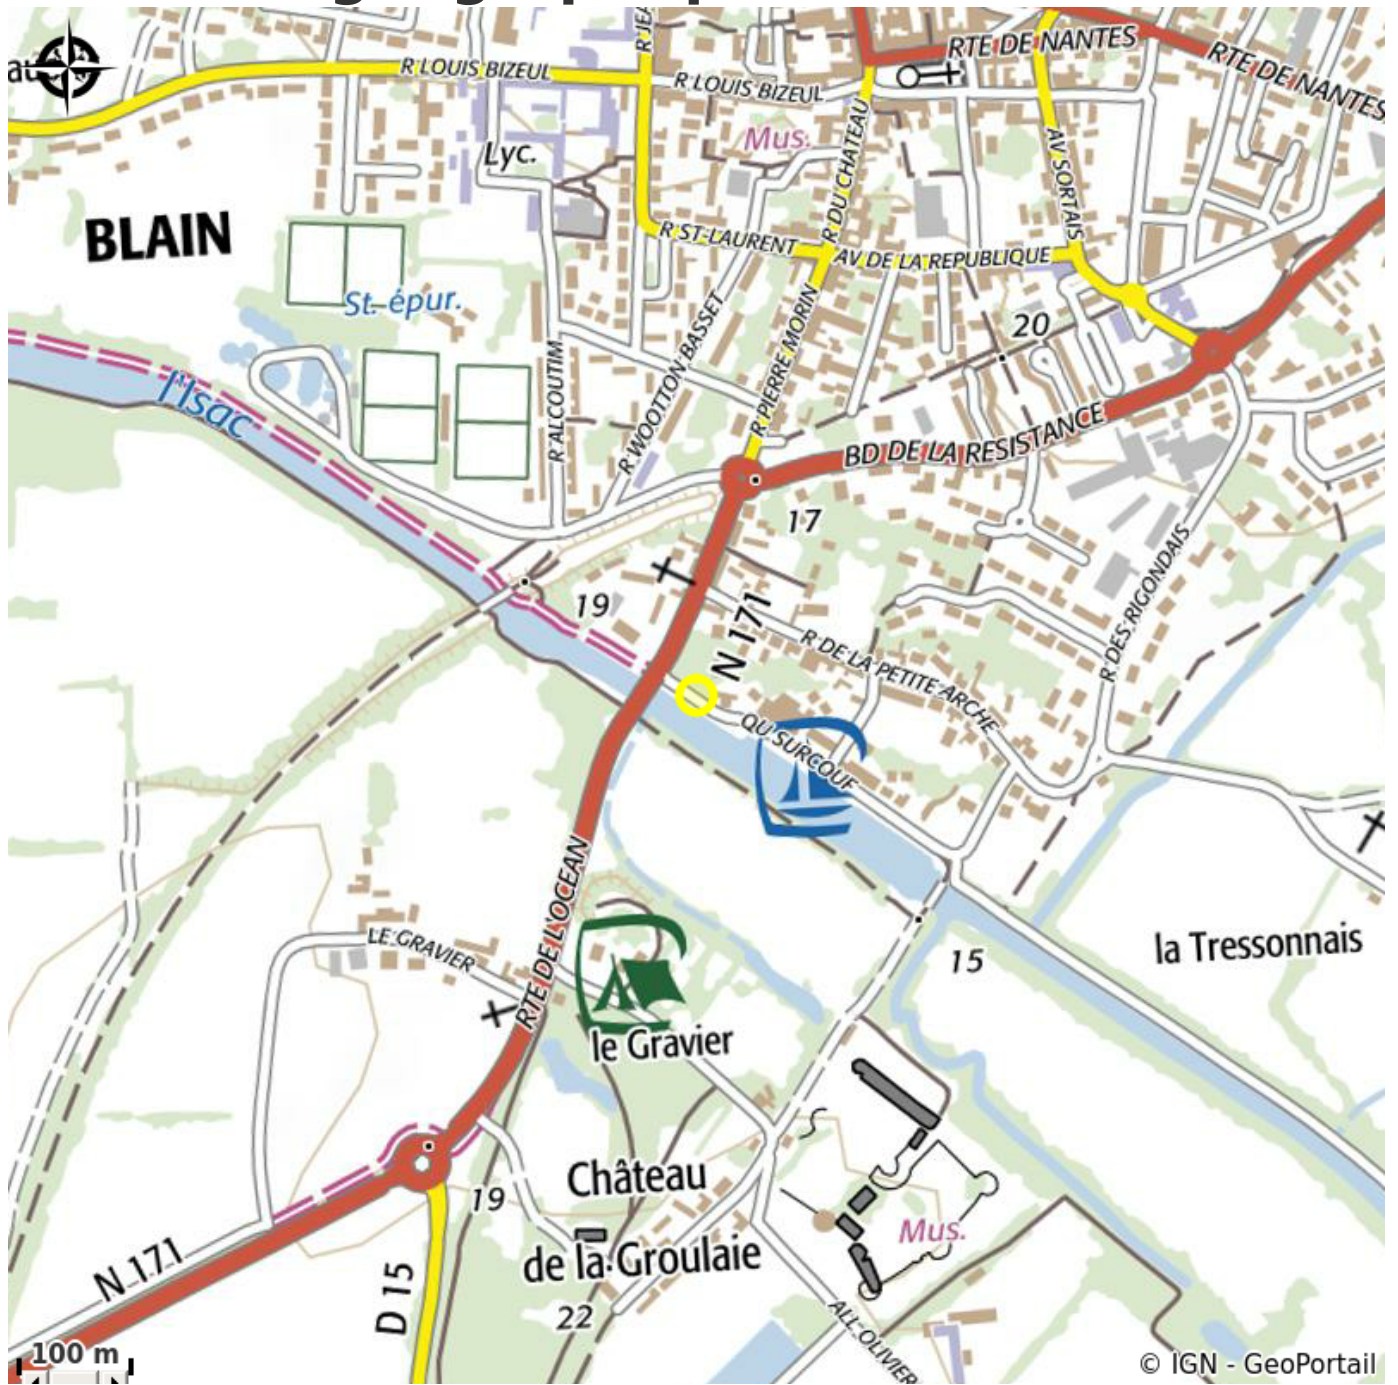 RTE DE NANTES
RTE DE NANTES
R LOUIS BIZEUL
R LOUIS BIZEUL
Mus.
Lyc.
R DU CHATEAU
AV SORTAIS
BLAIN
R ST-LAURENT
AV DE LA REPUBLIQUE
St. épur.
20
l'Isac
R ALCOUTIM
R WOOTTON BASSET
R PIERRE MORIN
BD DE LA RESISTANCE
17
19
N 171
R DES RIGONDAIS
R DE LA PETITE ARCHE
QU SURCOUF
RTE DE L'OCEAN
LE GRAVIER
la Tressonnais
15
le Gravier
Château
de la Groulaie
19
Mus.
N 171
D 15
22
ALL OLIVIER
100 m
© IGN - GeoPortail